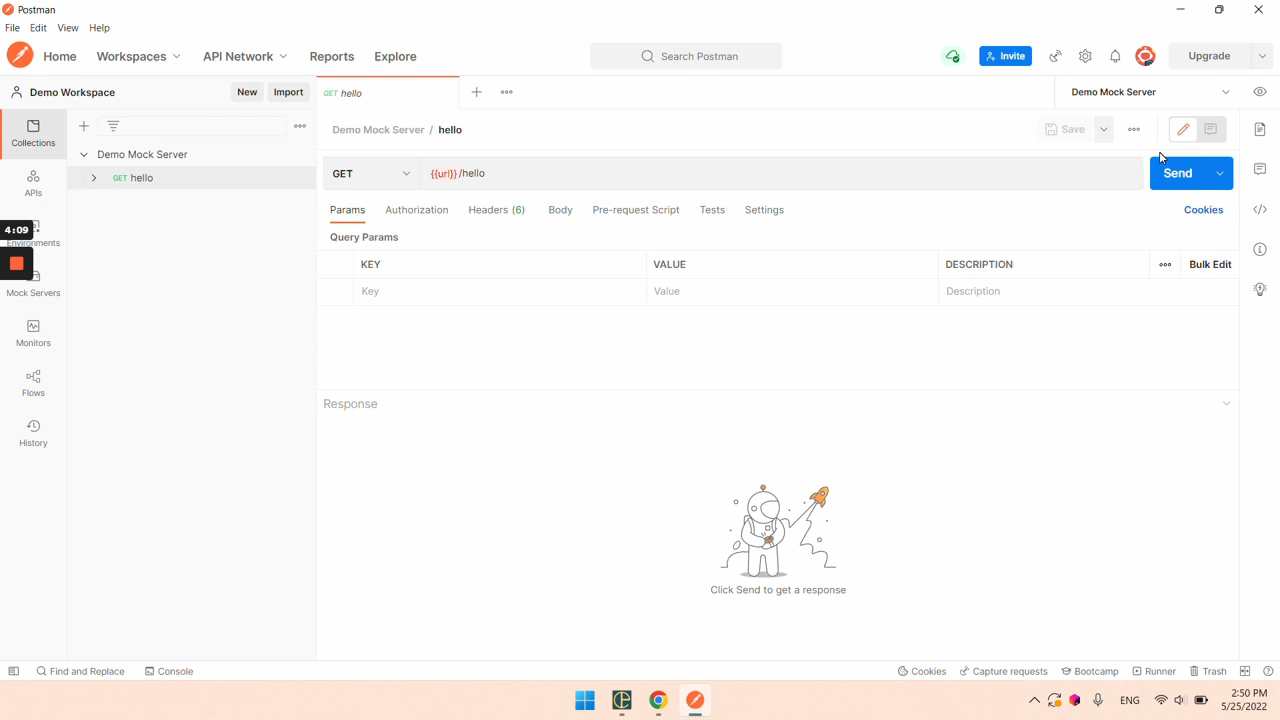 Postman
File Edit View Help
Home Workspaces API Network Reports Explore Search Postman Invite Upgrade
Demo Workspace New Import GET hello Demo Mock Server
Demo Mock Server / hello Save
Collections
Demo Mock Server
GET {{url}}/hello Send
GET hello
APIs
Params Authorization Headers (6) Body Pre-request Script Tests Settings Cookies
4:09
Environments
Query Params
KEY VALUE DESCRIPTION Bulk Edit
Key Value Description
Mock Servers
Monitors
Flows
Response
History
Click Send to get a response
Find and Replace Console Cookies Capture requests Bootcamp Runner Trash
ENG 2:50 PM
5/25/2022